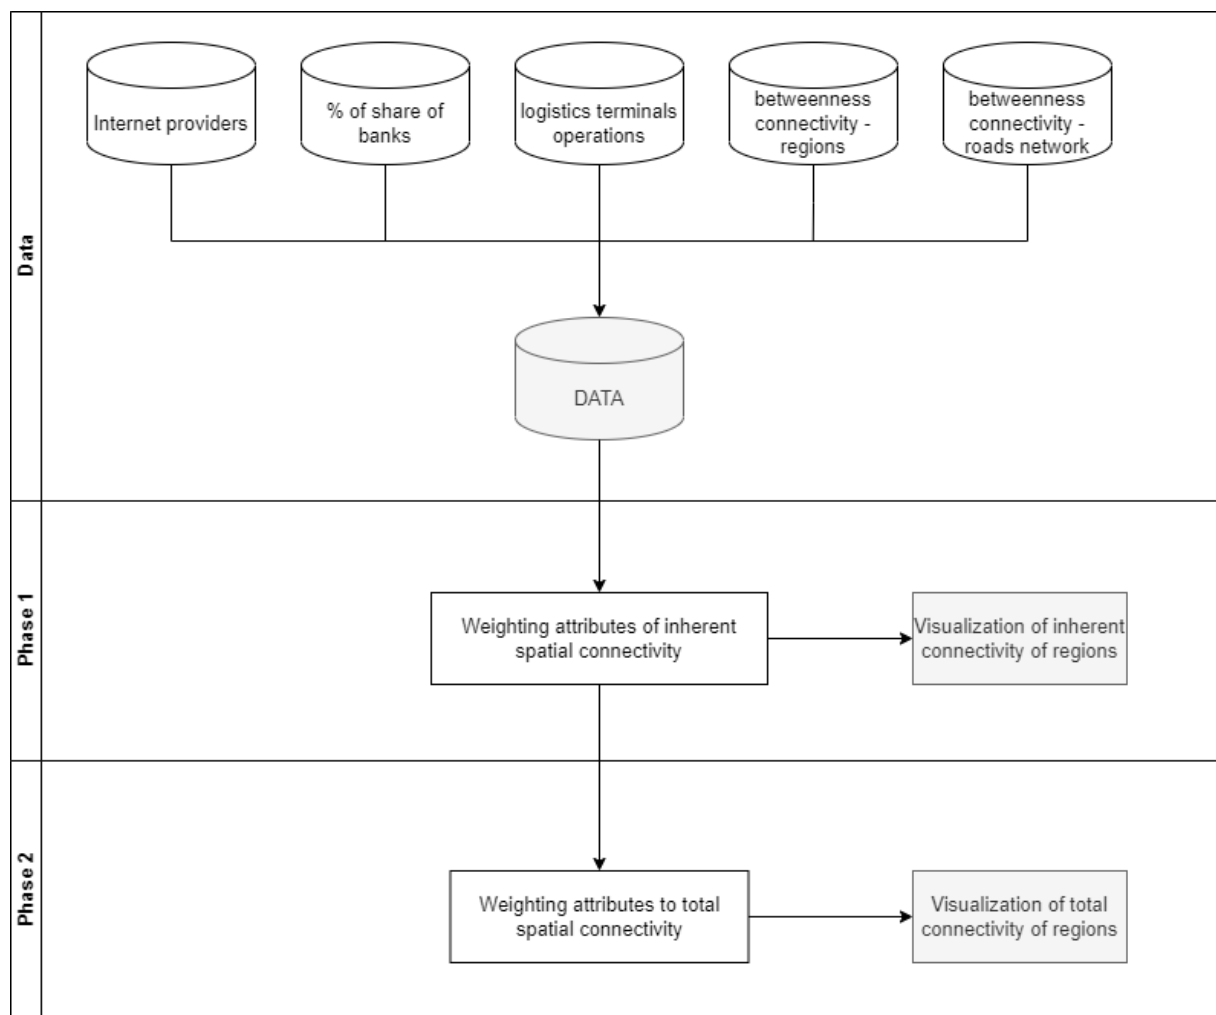 Internet providers
% of share of
banks
logistics terminals
operations
betweenness
connectivity -
regions
betweenness
connectivity -
roads network
Data
DATA
Phase 1
Weighting attributes of inherent
spatial connectivity
Visualization of inherent
connectivity of regions
Phase 2
Weighting attributes to total
spatial connectivity
Visualization of total
connectivity of regions